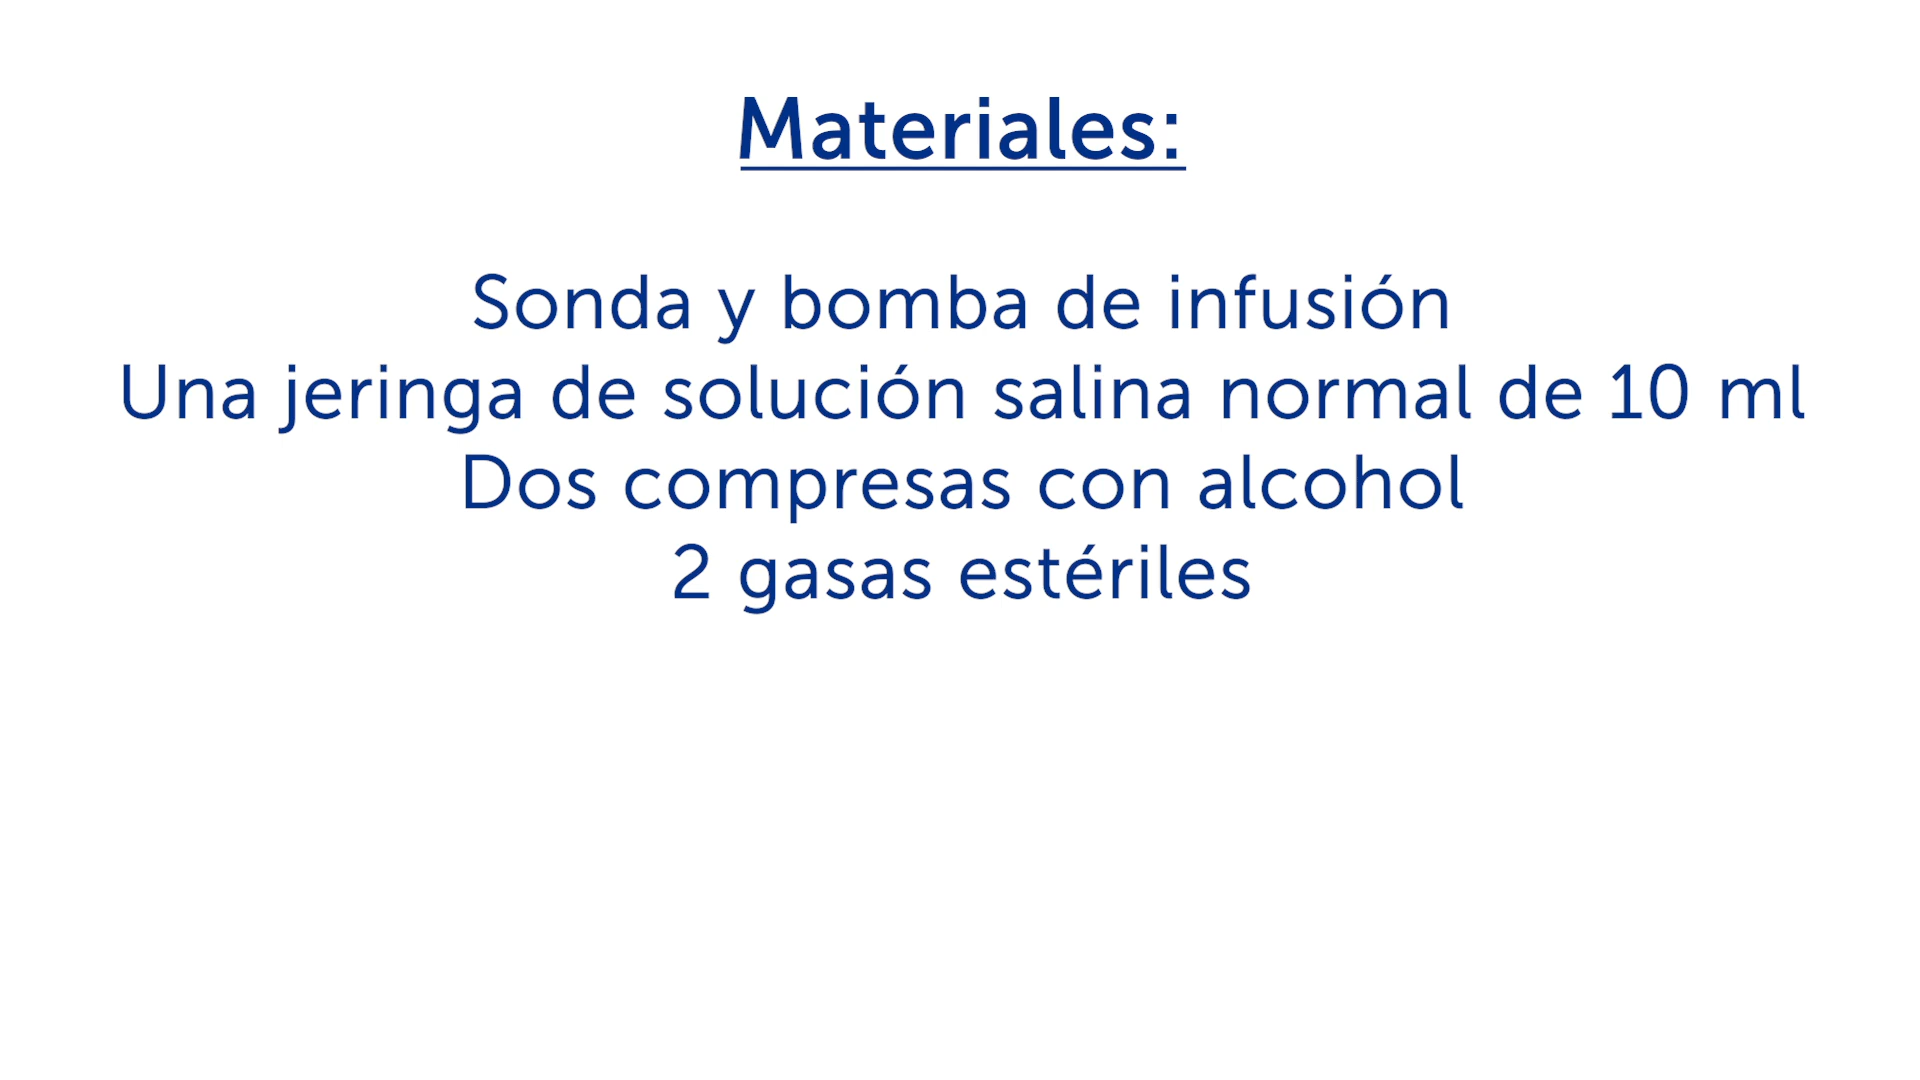 Materiales:
Sonda y bomba de infusión
Una jeringa de solución salina normal de 10 ml
Dos compresas con alcohol
2 gasas estériles